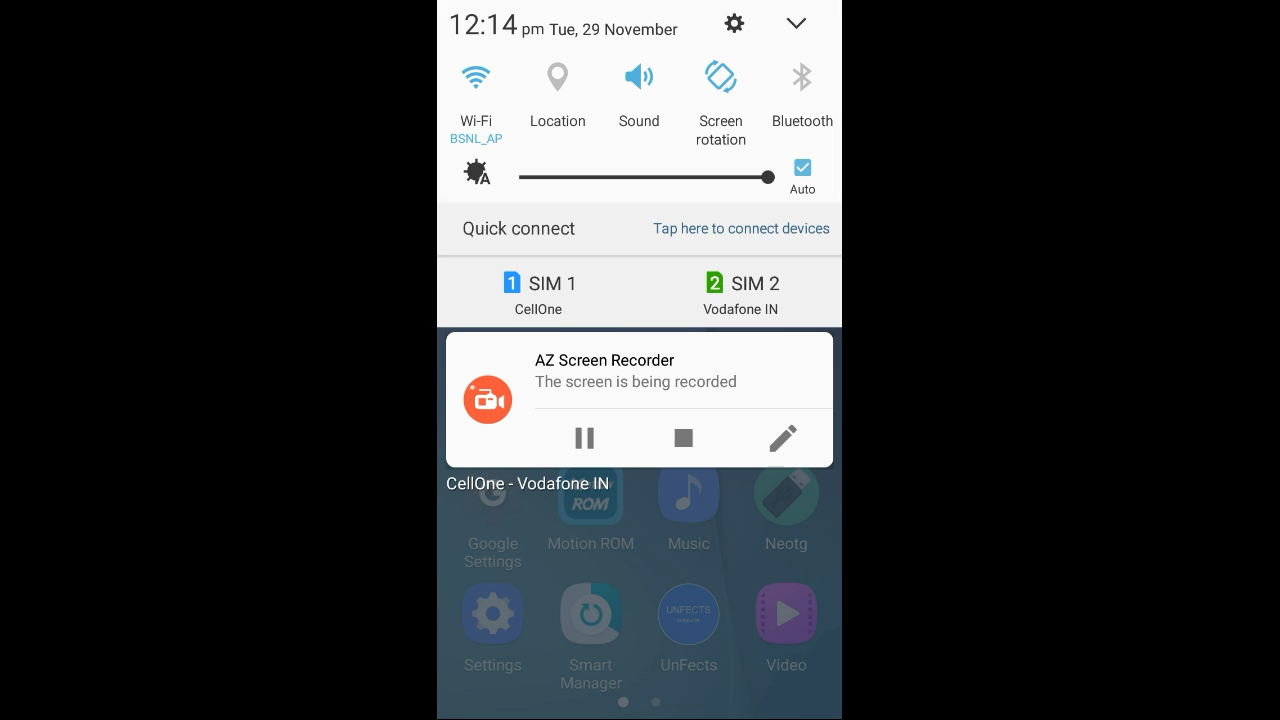 12:14 pm Tue, 29 November
Wi-Fi
BSNL_AP
Location
Sound
Screen
rotation
Bluetooth
A
Auto
Quick connect
Tap here to connect devices
1 SIM 1
CellOne
2 SIM 2
Vodafone IN
AZ Screen Recorder
The screen is being recorded
CellOne - Vodafone IN
G
ROM
Google
Settings
Motion ROM
Music
Neotg
UNFECTS
Settings
Smart
Manager
UnFects
Video